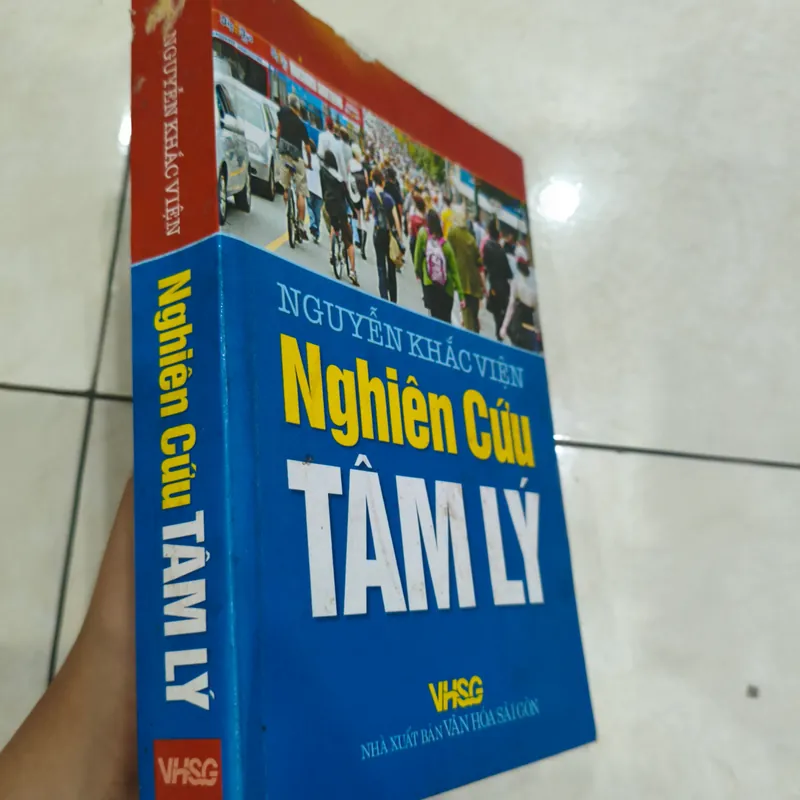 NGUYỄN KHẮC VIỆN
Nghiên Cứu TÂM LÝ
VHSG
NGUYỄN KHẮC VIỆN
Nghiên Cứu
TÂM LÝ
VHSG
NHÀ XUẤT BẢN VĂN HÓA SÀI GÒN